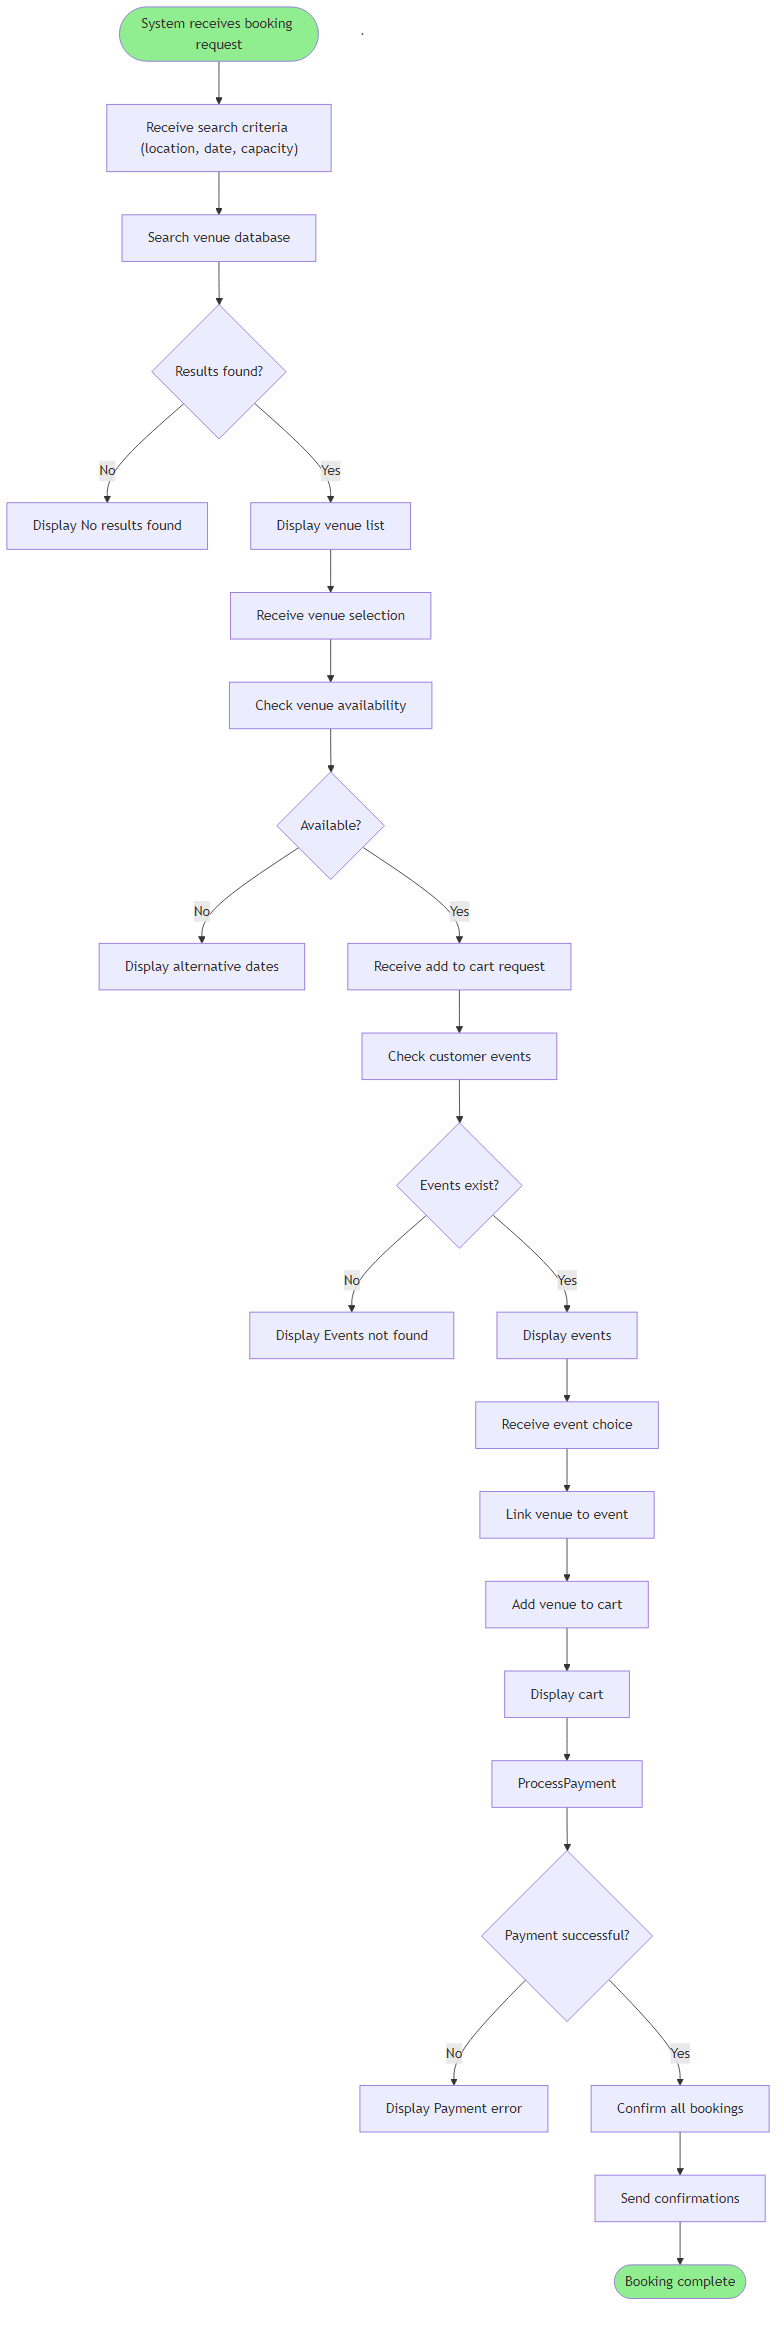 System receives booking
request
.
Receive search criteria
(location, date, capacity)
Search venue database
Results found?
No
Yes
Display No results found
Display venue list
Receive venue selection
Check venue availability
Available?
No
Yes
Display alternative dates
Receive add to cart request
Check customer events
Events exist?
No
Yes
Display Events not found
Display events
Receive event choice
Link venue to event
Add venue to cart
Display cart
ProcessPayment
Payment successful?
No
Yes
Display Payment error
Confirm all bookings
Send confirmations
Booking complete